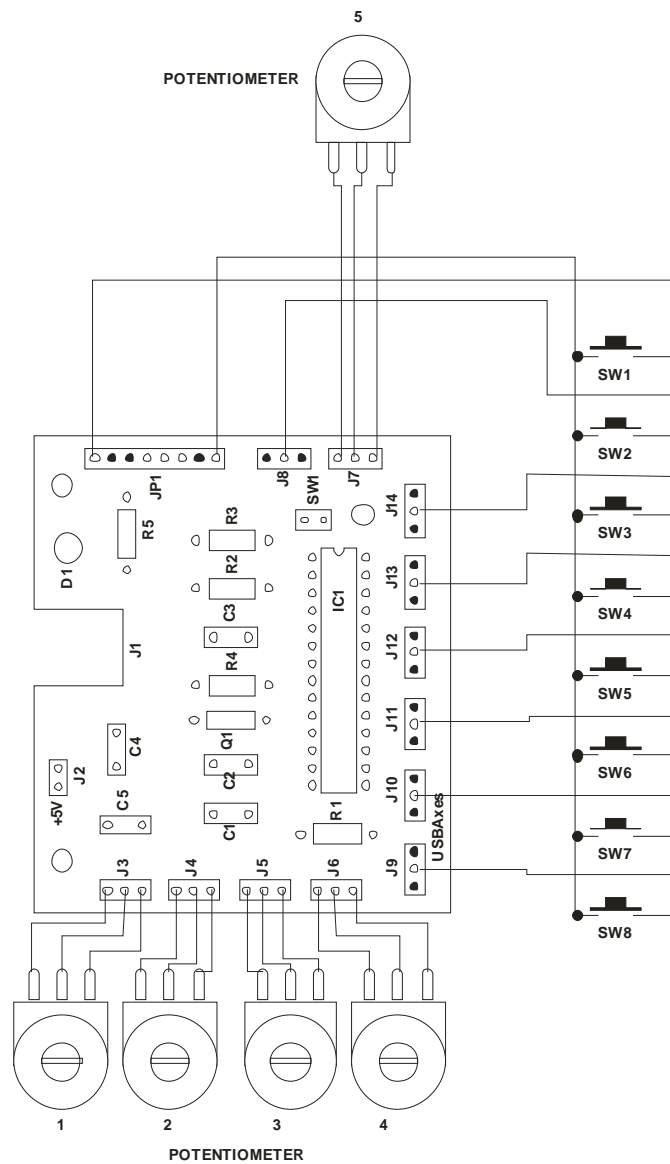 5
POTENTIOMETER
SW1
SW2
SW3
SW4
SW5
SW6
SW7
SW8
JP1
J8
J7
SW1
J14
J13
J12
J11
J10
J9
USBAxes
D1
R5
R3
R2
C3
R4
Q1
C2
C1
IC1
R1
J1
J2
+5V
C4
C5
J3
J4
J5
J6
1
2
3
4
POTENTIOMETER